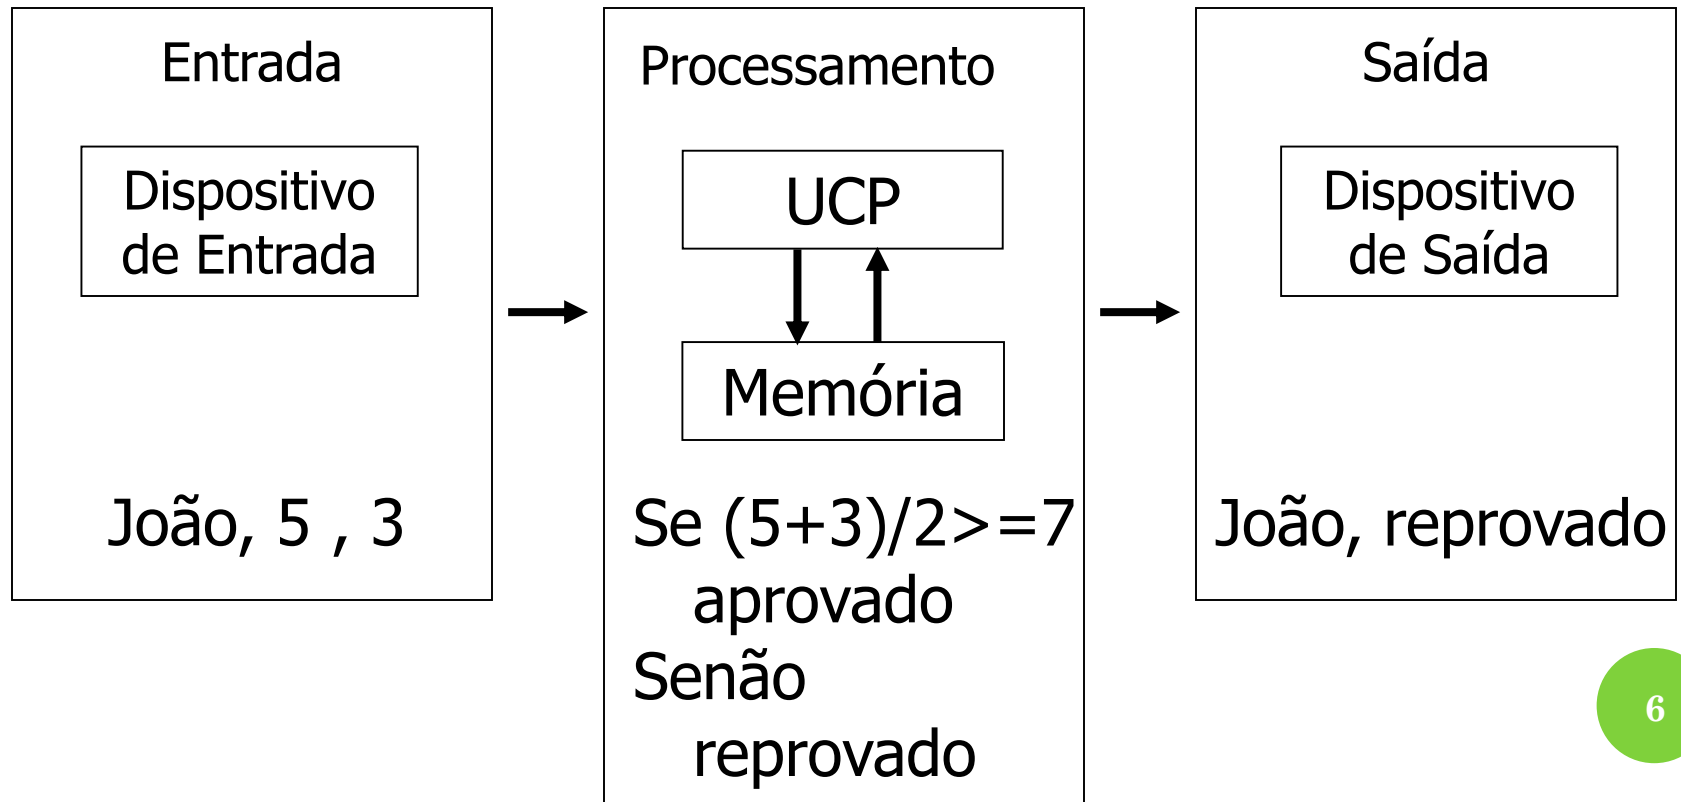 Entrada
Dispositivo
de Entrada
João, 5 , 3
Processamento
UCP
Memória
Se (5+3)/2>=7
aprovado
Senão
reprovado
Saída
Dispositivo
de Saída
João, reprovado
6